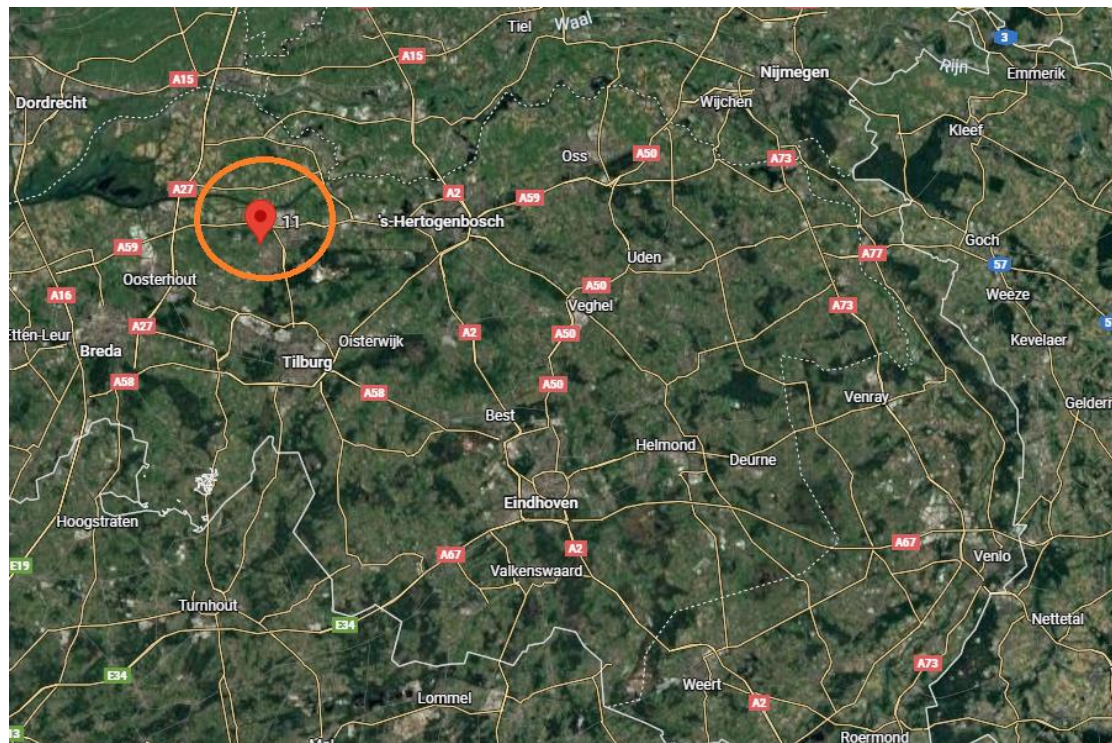 Tiel
Waal
3
A15
A15
Nijmegen
Rijn
Emmerik
Dordrecht
Wijchen
Kleef
Oss
A50
A73
A27
A2
A59
11
's-Hertogenbosch
A59
Goch
Uden
A77
57
Oosterhout
A50
A16
Veghel
A73
Weeze
A27
A2
A50
5
Etten-Leur
Oisterwijk
Kevelaer
Breda
Tilburg
A58
A50
A58
Venray
Geldern
Best
Helmond
Deurne
Eindhoven
Hoogstraten
A67
A2
A67
Venlo
E19
Valkenswaard
Turnhout
E34
Nettetal
E34
A73
Lommel
Weert
A2
13
Mol
Roermond